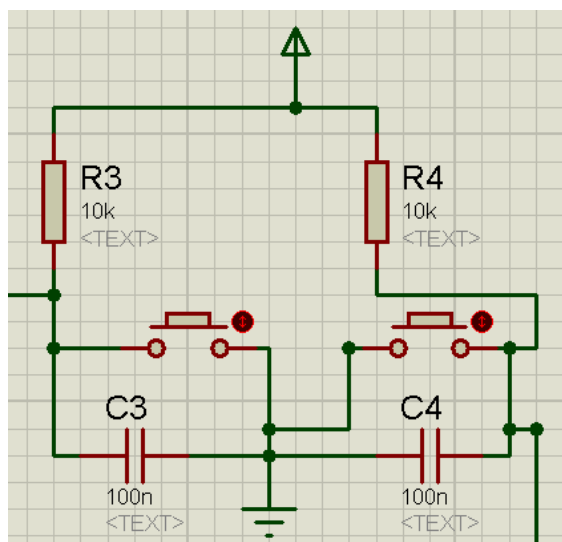 R3
10k
<TEXT>
R4
10k
<TEXT>
C3
100n
<TEXT>
C4
100n
<TEXT>